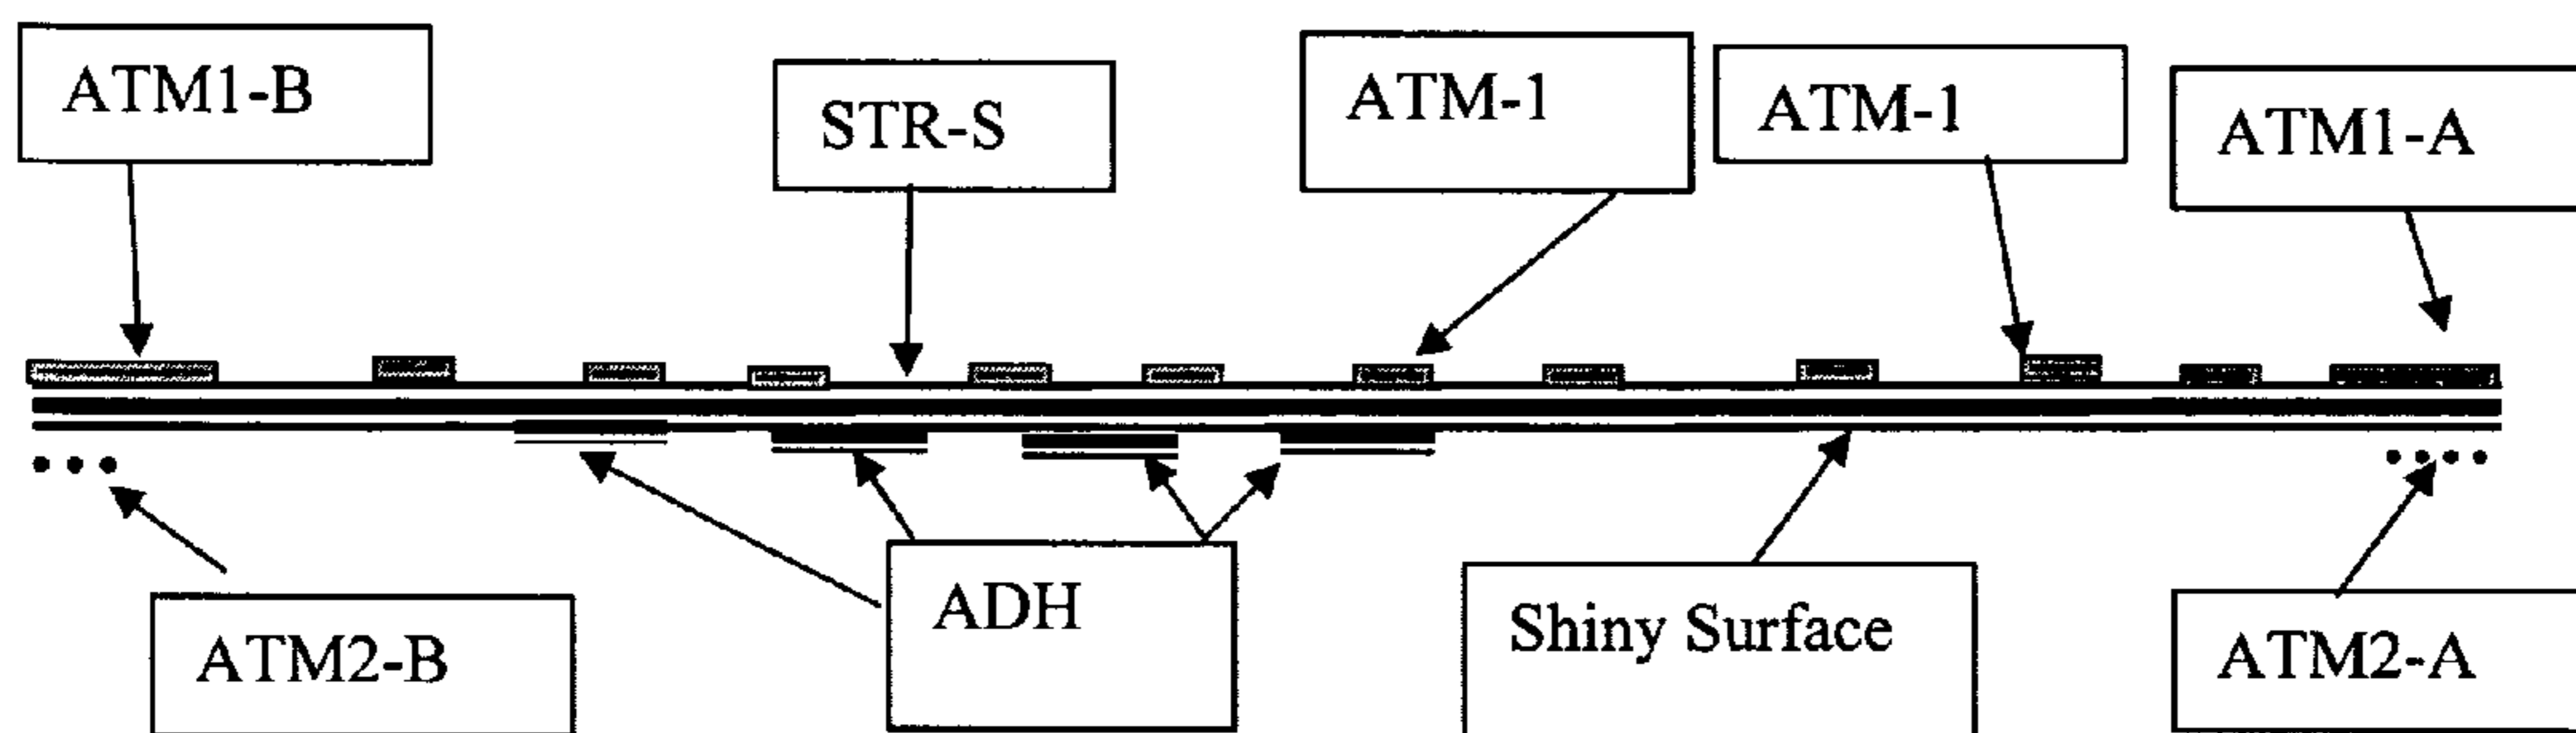 ATM1-B
STR-S
ATM-1
ATM-1
ATM1-A
ATM2-B
ADH
Shiny Surface
ATM2-A